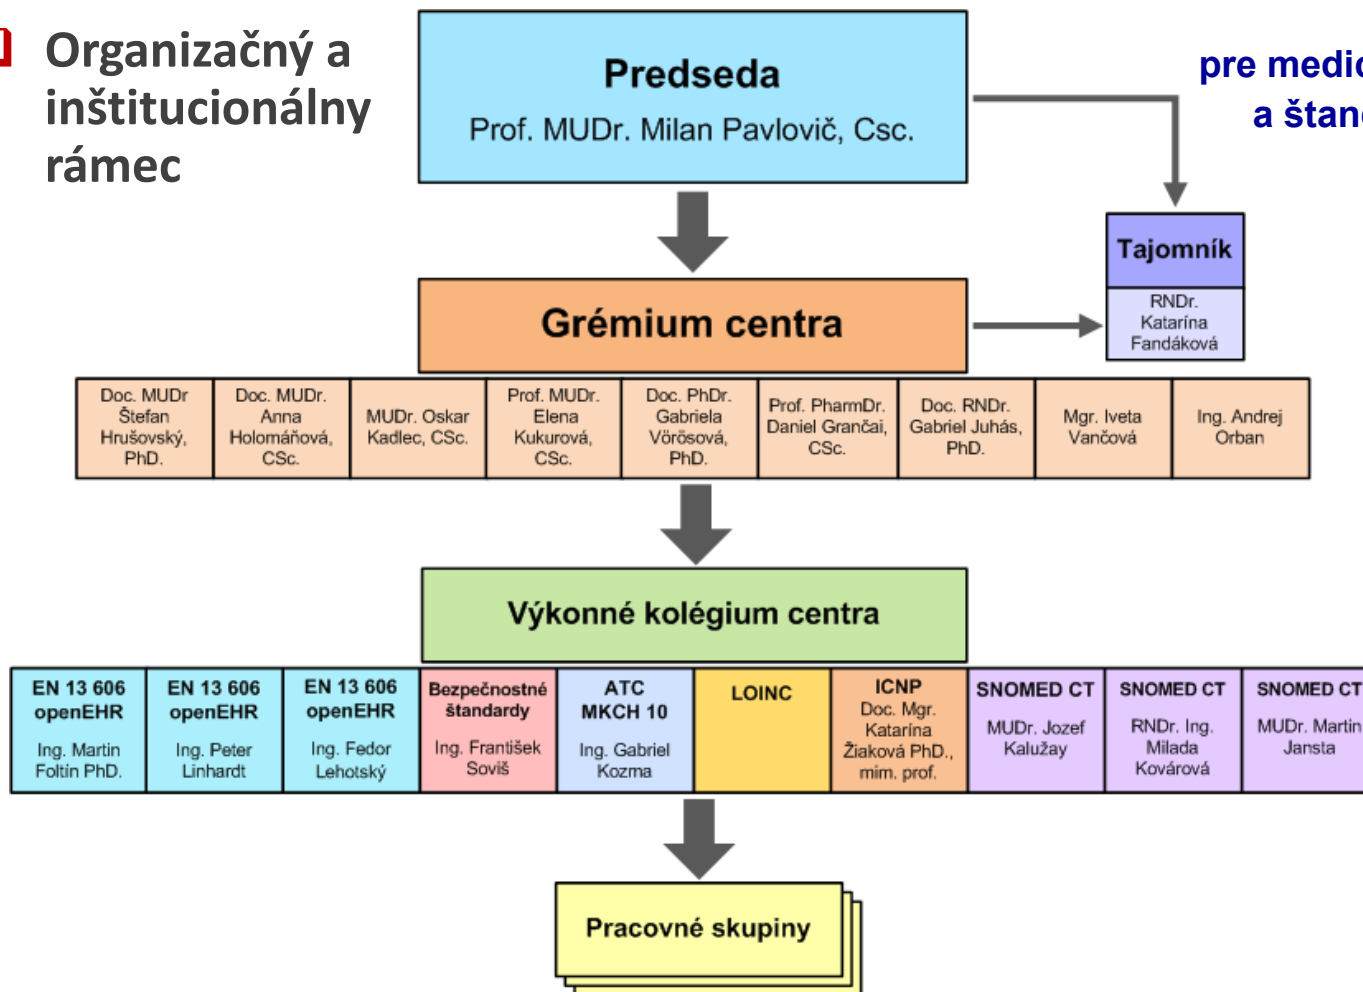 Organizačný a
inštitucionálny
rámec
Predseda
Prof. MUDr. Milan Pavlovič, Csc.
pre medic
a štand
Tajomník
RNDr.
Katarína
Fandáková
Grémium centra
Doc. MUDr
Štefan
Hrušovský,
PhD.
Doc. MUDr.
Anna
Holomáňová,
CSc.
MUDr. Oskar
Kadlec, CSc.
Prof. MUDr.
Elena
Kukurová,
CSc.
Doc. PhDr.
Gabriela
Vörösová,
PhD.
Prof. PharmDr.
Daniel Grančai,
CSc.
Doc. RNDr.
Gabriel Juhás,
PhD.
Mgr. Iveta
Vančová
Ing. Andrej
Orban
Výkonné kolégium centra
EN 13 606
openEHR
Ing. Martin
Foltín PhD.
EN 13 606
openEHR
Ing. Peter
Linhardt
EN 13 606
openEHR
Ing. Fedor
Lehotský
Bezpečnostné
štandardy
Ing. František
Soviš
ATC
MKCH 10
Ing. Gabriel
Kozma
LOINC
ICNP
Doc. Mgr.
Katarína
Žiaková PhD.,
mim. prof.
SNOMED CT
MUDr. Jozef
Kalužay
SNOMED CT
RNDr. Ing.
Milada
Kovárová
SNOMED CT
MUDr. Martin
Jansta
Pracovné skupiny